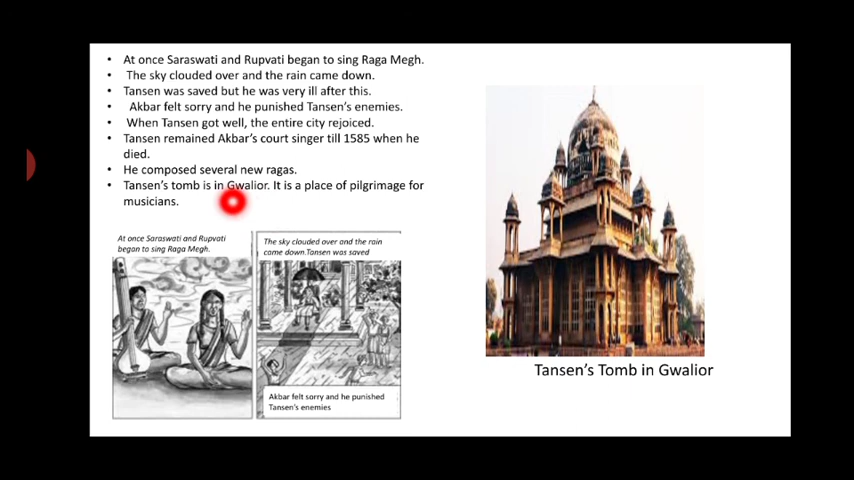 • At once Saraswati and Rupvati began to sing Raga Megh.
• The sky clouded over and the rain came down.
• Tansen was saved but he was very ill after this.
• Akbar felt sorry and he punished Tansen's enemies.
• When Tansen got well, the entire city rejoiced.
• Tansen remained Akbar's court singer till 1585 when he
died.
• He composed several new ragas.
• Tansen's tomb is in Gwalior. It is a place of pilgrimage for
musicians.
At once Saraswati and Rupvati
began to sing Raga Megh.
The sky clouded over and the rain
came down.Tansen was saved
Akbar felt sorry and he punished
Tansen's enemies
Tansen's Tomb in Gwalior